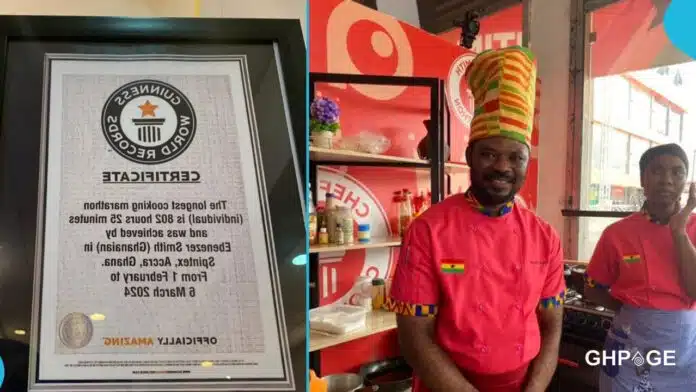 GUINNESS
WORLD RECORDS
CERTIFICATE
The longest cooking marathon
(individual) is 802 hours 25 minutes
and was achieved by
Ebenezer Smith (Ghanaian) in
Spintex, Accra, Ghana.
From 1 February to
6 March 2024
OFFICIALLY AMAZING
CHEF
GHPAGE